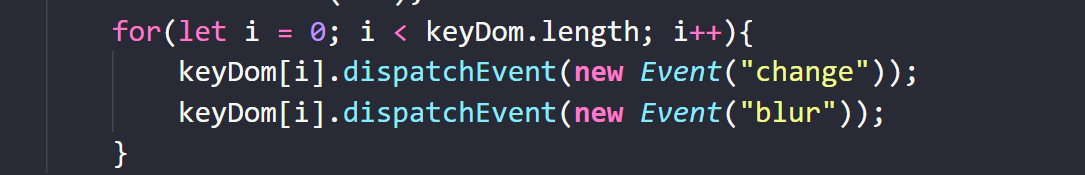 for(let i = 0; i < keyDom.length; i++){
keyDom[i].dispatchEvent(new Event("change"));
keyDom[i].dispatchEvent(new Event("blur"));
}